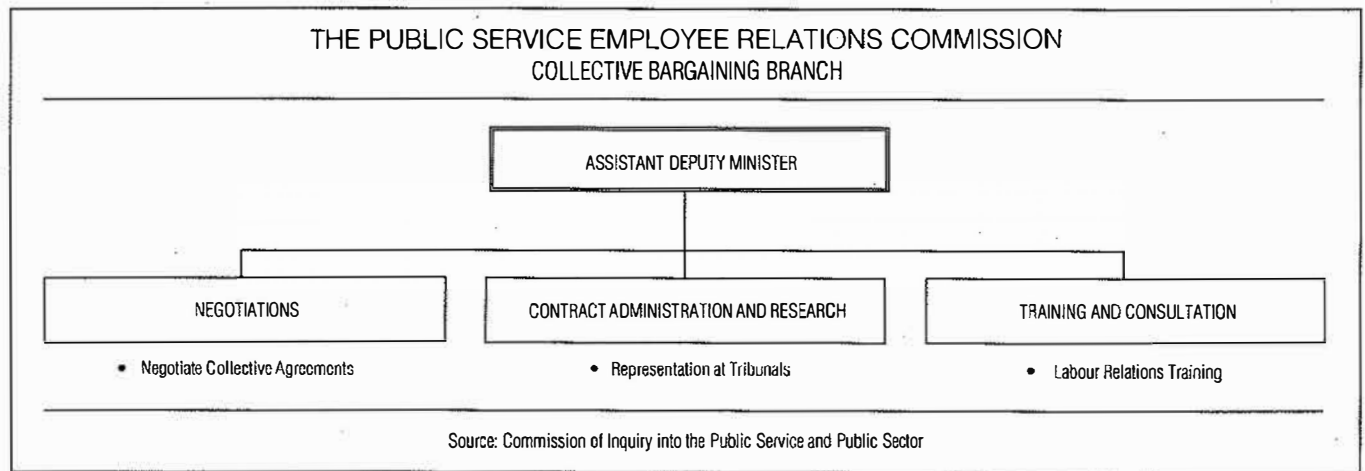 THE PUBLIC SERVICE EMPLOYEE RELATIONS COMMISSION
COLLECTIVE BARGAINING BRANCH
ASSISTANT DEPUTY MINISTER
NEGOTIATIONS
CONTRACT ADMINISTRATION AND RESEARCH
TRAINING AND CONSULTATION
• Negotiate Collective Agreements
• Representation at Tribunals
• Labour Relations Training
Source: Commission of Inquiry into the Public Service and Public Sector